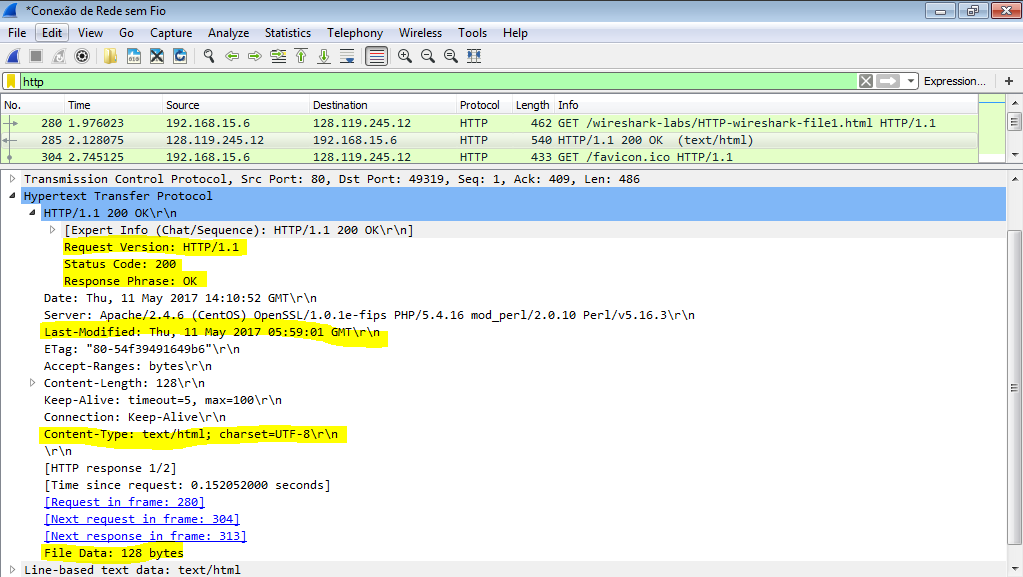 *Conexão de Rede sem Fio
File Edit View Go Capture Analyze Statistics Telephony Wireless Tools Help
http Expression... +
No. Time Source Destination Protocol Length Info
280 1.976023 192.168.15.6 128.119.245.12 HTTP 462 GET /wireshark-labs/HTTP-wireshark-file1.html HTTP/1.1
285 2.128075 128.119.245.12 192.168.15.6 HTTP 540 HTTP/1.1 200 OK (text/html)
304 2.745125 192.168.15.6 128.119.245.12 HTTP 433 GET /favicon.ico HTTP/1.1
Transmission Control Protocol, Src Port: 80, Dst Port: 49319, Seq: 1, Ack: 409, Len: 486
Hypertext Transfer Protocol
HTTP/1.1 200 OK\r\n
[Expert Info (Chat/Sequence): HTTP/1.1 200 OK\r\n]
Request Version: HTTP/1.1
Status Code: 200
Response Phrase: OK
Date: Thu, 11 May 2017 14:10:52 GMT\r\n
Server: Apache/2.4.6 (CentOS) OpenSSL/1.0.1e-fips PHP/5.4.16 mod_perl/2.0.10 Perl/v5.16.3\r\n
Last-Modified: Thu, 11 May 2017 05:59:01 GMT\r\n
ETag: "80-54f39491649b6"\r\n
Accept-Ranges: bytes\r\n
Content-Length: 128\r\n
Keep-Alive: timeout=5, max=100\r\n
Connection: Keep-Alive\r\n
Content-Type: text/html; charset=UTF-8\r\n
\r\n
[HTTP response 1/2]
[Time since request: 0.152052000 seconds]
[Request in frame: 280]
[Next request in frame: 304]
[Next response in frame: 313]
File Data: 128 bytes
Line-based text data: text/html